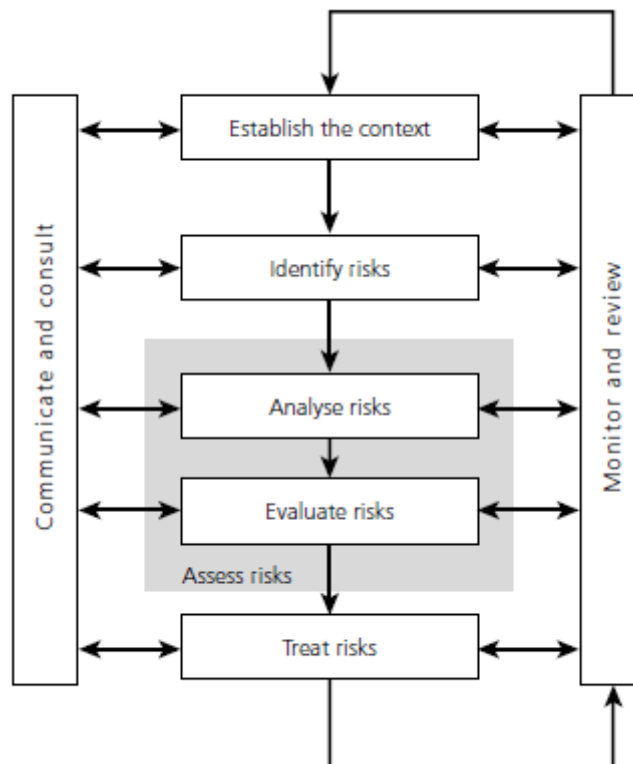 Establish the context
Communicate and consult
Identify risks
Monitor and review
Analyse risks
Evaluate risks
Assess risks
Treat risks